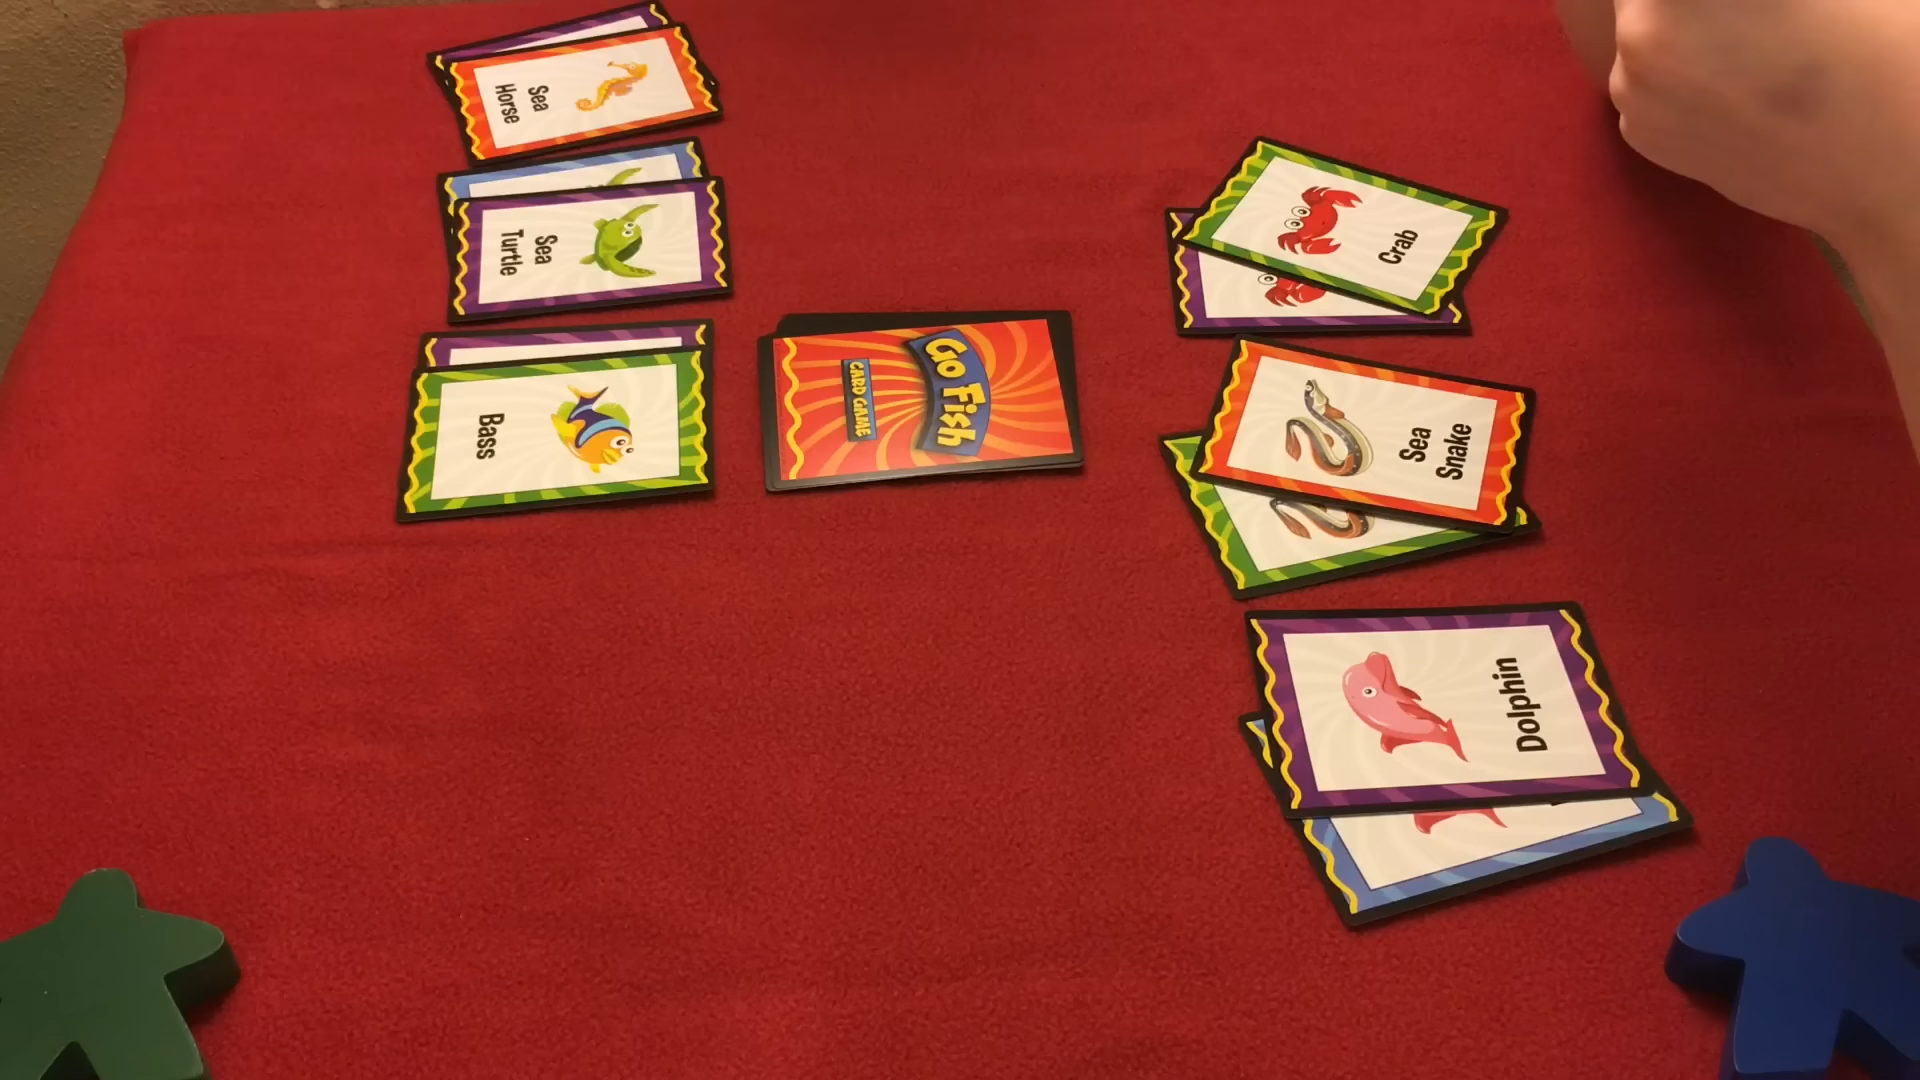 Sea
Horse
Sea
Turtle
Bass
Go Fish
CARD GAME
Crab
Sea
Snake
Dolphin